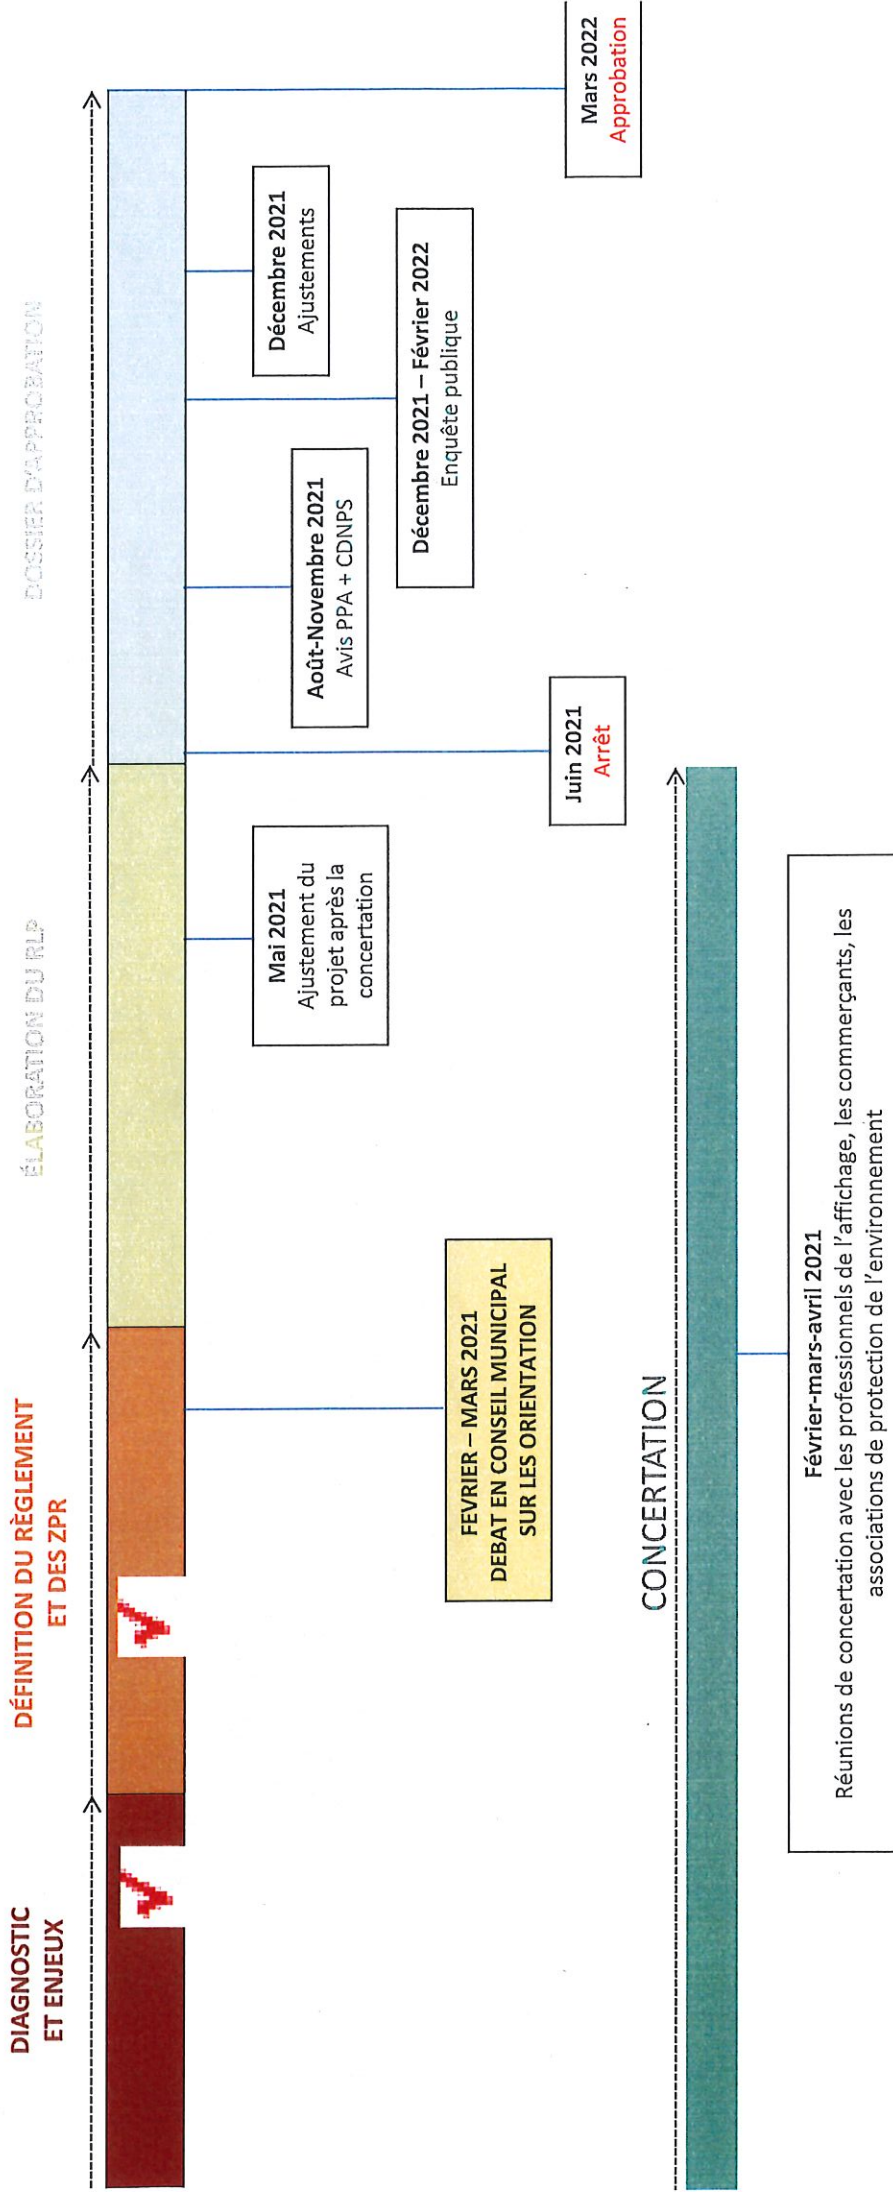 DIAGNOSTIC
ET ENJEUX
DÉFINITION DU RÈGLEMENT
ET DES ZPR
ÉLABORATION DU RLP
DOSSIER D'APPROBATION
FEVRIER – MARS 2021
DEBAT EN CONSEIL MUNICIPAL
SUR LES ORIENTATION
Mai 2021
Ajustement du
projet après la
concertation
Juin 2021
Arrêt
Août-Novembre 2021
Avis PPA + CDNPS
Décembre 2021 – Février 2022
Enquête publique
Décembre 2021
Ajustements
Mars 2022
Approbation
CONCERTATION
Février-mars-avril 2021
Réunions de concertation avec les professionnels de l'affichage, les commerçants, les
associations de protection de l'environnement